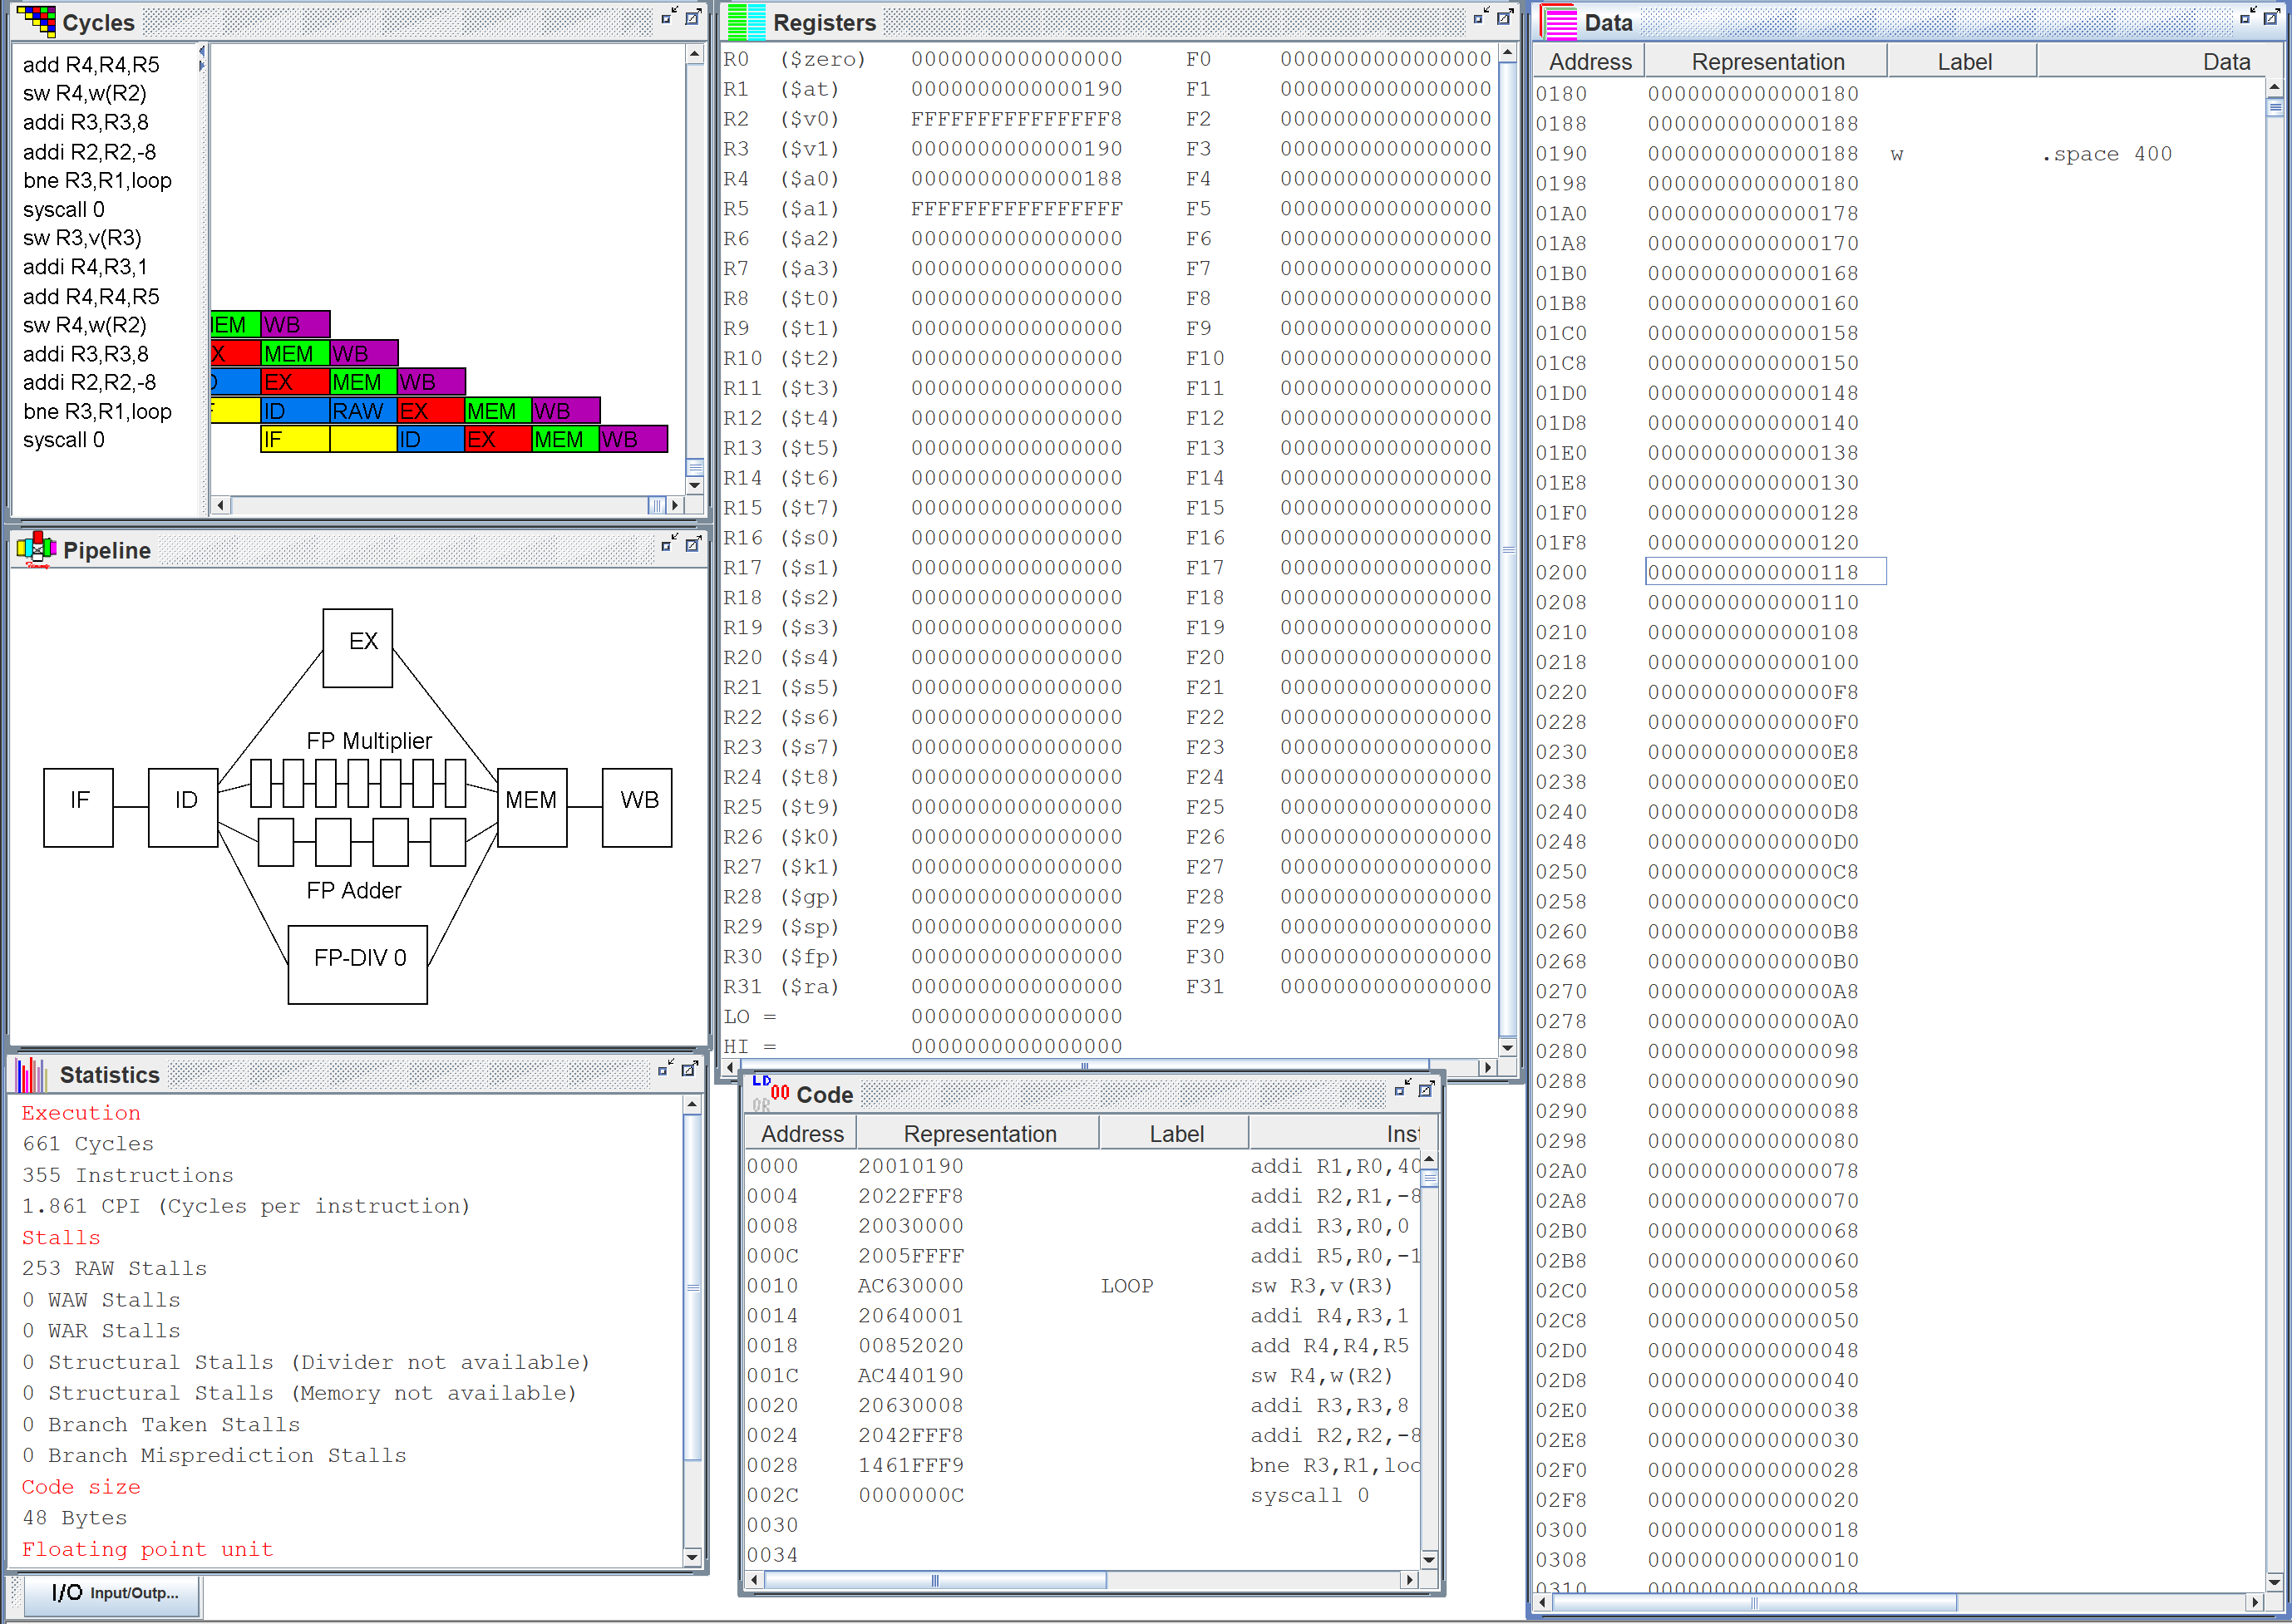 Cycles
add R4,R4,R5
sw R4,w(R2)
addi R3,R3,8
addi R2,R2,-8
bne R3,R1,loop
syscall 0
sw R3,v(R3)
addi R4,R3,1
add R4,R4,R5
sw R4,w(R2)
addi R3,R3,8
addi R2,R2,-8
bne R3,R1,loop
syscall 0
WB
MEM WB
EX MEM WB
ID RAW EX MEM WB
IF ID EX MEM WB
Pipeline
EX
FP Multiplier
IF ID MEM WB
FP Adder
FP-DIV 0
Statistics
Execution
661 Cycles
355 Instructions
1.861 CPI (Cycles per instruction)
Stalls
253 RAW Stalls
0 WAW Stalls
0 WAR Stalls
0 Structural Stalls (Divider not available)
0 Structural Stalls (Memory not available)
0 Branch Taken Stalls
0 Branch Misprediction Stalls
Code size
48 Bytes
Floating point unit
I/O Input/Outp...
Registers
R0 ($zero) 0000000000000000 F0 0000000000000000
R1 ($at) 0000000000000190 F1 0000000000000000
R2 ($v0) FFFFFFFFFFFFFFF8 F2 0000000000000000
R3 ($v1) 0000000000000190 F3 0000000000000000
R4 ($a0) 0000000000000188 F4 0000000000000000
R5 ($a1) FFFFFFFFFFFFFFFF F5 0000000000000000
R6 ($a2) 0000000000000000 F6 0000000000000000
R7 ($a3) 0000000000000000 F7 0000000000000000
R8 ($t0) 0000000000000000 F8 0000000000000000
R9 ($t1) 0000000000000000 F9 0000000000000000
R10 ($t2) 0000000000000000 F10 0000000000000000
R11 ($t3) 0000000000000000 F11 0000000000000000
R12 ($t4) 0000000000000000 F12 0000000000000000
R13 ($t5) 0000000000000000 F13 0000000000000000
R14 ($t6) 0000000000000000 F14 0000000000000000
R15 ($t7) 0000000000000000 F15 0000000000000000
R16 ($s0) 0000000000000000 F16 0000000000000000
R17 ($s1) 0000000000000000 F17 0000000000000000
R18 ($s2) 0000000000000000 F18 0000000000000000
R19 ($s3) 0000000000000000 F19 0000000000000000
R20 ($s4) 0000000000000000 F20 0000000000000000
R21 ($s5) 0000000000000000 F21 0000000000000000
R22 ($s6) 0000000000000000 F22 0000000000000000
R23 ($s7) 0000000000000000 F23 0000000000000000
R24 ($t8) 0000000000000000 F24 0000000000000000
R25 ($t9) 0000000000000000 F25 0000000000000000
R26 ($k0) 0000000000000000 F26 0000000000000000
R27 ($k1) 0000000000000000 F27 0000000000000000
R28 ($gp) 0000000000000000 F28 0000000000000000
R29 ($sp) 0000000000000000 F29 0000000000000000
R30 ($fp) 0000000000000000 F30 0000000000000000
R31 ($ra) 0000000000000000 F31 0000000000000000
LO = 0000000000000000
HI = 0000000000000000
Code
Address Representation Label Inst
0000 20010190 addi R1,R0,40
0004 2022FFF8 addi R2,R1,-8
0008 20030000 addi R3,R0,0
000C 2005FFFF addi R5,R0,-1
0010 AC630000 LOOP sw R3,v(R3)
0014 20640001 addi R4,R3,1
0018 00852020 add R4,R4,R5
001C AC440190 sw R4,w(R2)
0020 20630008 addi R3,R3,8
0024 2042FFF8 addi R2,R2,-8
0028 1461FFF9 bne R3,R1,loo
002C 0000000C syscall 0
0030
0034
Data
Address Representation Label Data
0180 0000000000000180
0188 0000000000000188
0190 0000000000000188 w .space 400
0198 0000000000000180
01A0 0000000000000178
01A8 0000000000000170
01B0 0000000000000168
01B8 0000000000000160
01C0 0000000000000158
01C8 0000000000000150
01D0 0000000000000148
01D8 0000000000000140
01E0 0000000000000138
01E8 0000000000000130
01F0 0000000000000128
01F8 0000000000000120
0200 0000000000000118
0208 0000000000000110
0210 0000000000000108
0218 0000000000000100
0220 00000000000000F8
0228 00000000000000F0
0230 00000000000000E8
0238 00000000000000E0
0240 00000000000000D8
0248 00000000000000D0
0250 00000000000000C8
0258 00000000000000C0
0260 00000000000000B8
0268 00000000000000B0
0270 00000000000000A8
0278 00000000000000A0
0280 0000000000000098
0288 0000000000000090
0290 0000000000000088
0298 0000000000000080
02A0 0000000000000078
02A8 0000000000000070
02B0 0000000000000068
02B8 0000000000000060
02C0 0000000000000058
02C8 0000000000000050
02D0 0000000000000048
02D8 0000000000000040
02E0 0000000000000038
02E8 0000000000000030
02F0 0000000000000028
02F8 0000000000000020
0300 0000000000000018
0308 0000000000000010
0310 0000000000000008